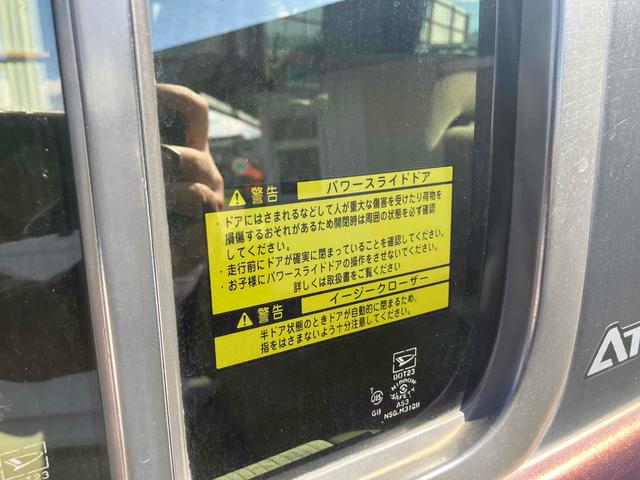 警告 パワースライドドア
・ドアにはさまれるなどして人が重大な傷害を受けたり荷物を
損傷するおそれがあるため開閉時は周囲の状態を必ず確認
してください。
・走行前にドアが確実に閉まっていることを確認してください。
・お子様にパワースライドドアの操作をさせないでください。
詳しくは取扱書をご覧ください
警告 イージークローザー
半ドア状態のときドアが自動的に閉まるため、
指をはさまないよう十分注意してください。
DOT23
NIPPON
SAFETY
AS3
GB
NSG.M31QII
AT